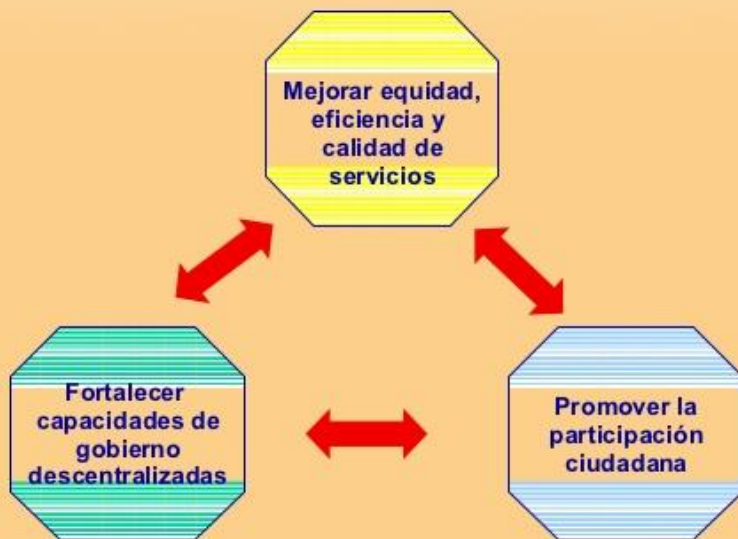 Mejorar equidad,
eficiencia y
calidad de
servicios
Fortalecer
capacidades de
gobierno
descentralizadas
Promover la
participación
ciudadana